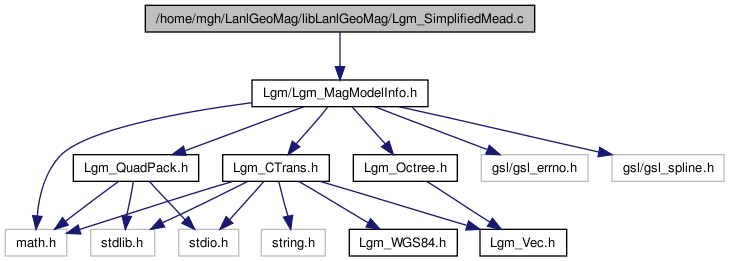 /home/mgh/LanlGeoMag/libLanlGeoMag/Lgm_SimplifiedMead.c
Lgm/Lgm_MagModelInfo.h
Lgm_QuadPack.h
Lgm_CTrans.h
Lgm_Octree.h
gsl/gsl_errno.h
gsl/gsl_spline.h
math.h
stdlib.h
stdio.h
string.h
Lgm_WGS84.h
Lgm_Vec.h